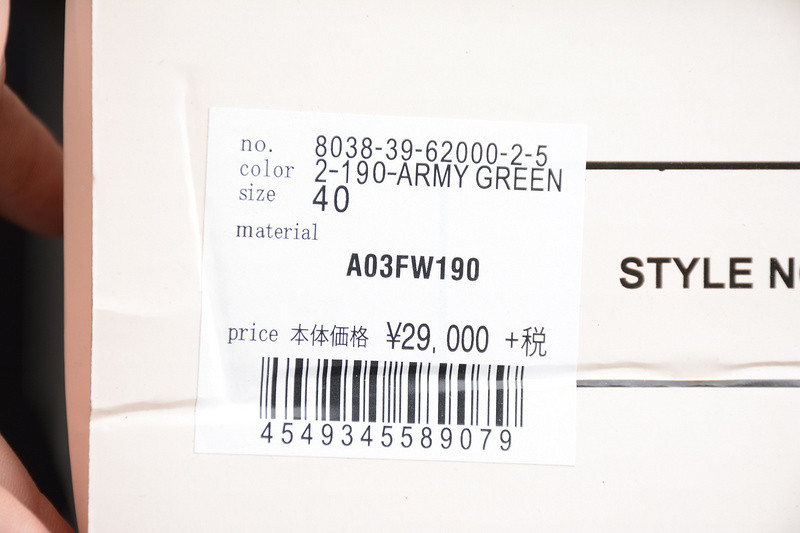 no. 8038-39-62000-2-5
color 2-190-ARMY GREEN
size 40
material
A03FW190
price 本体価格 ¥29,000 +税
4549345589079
STYLE